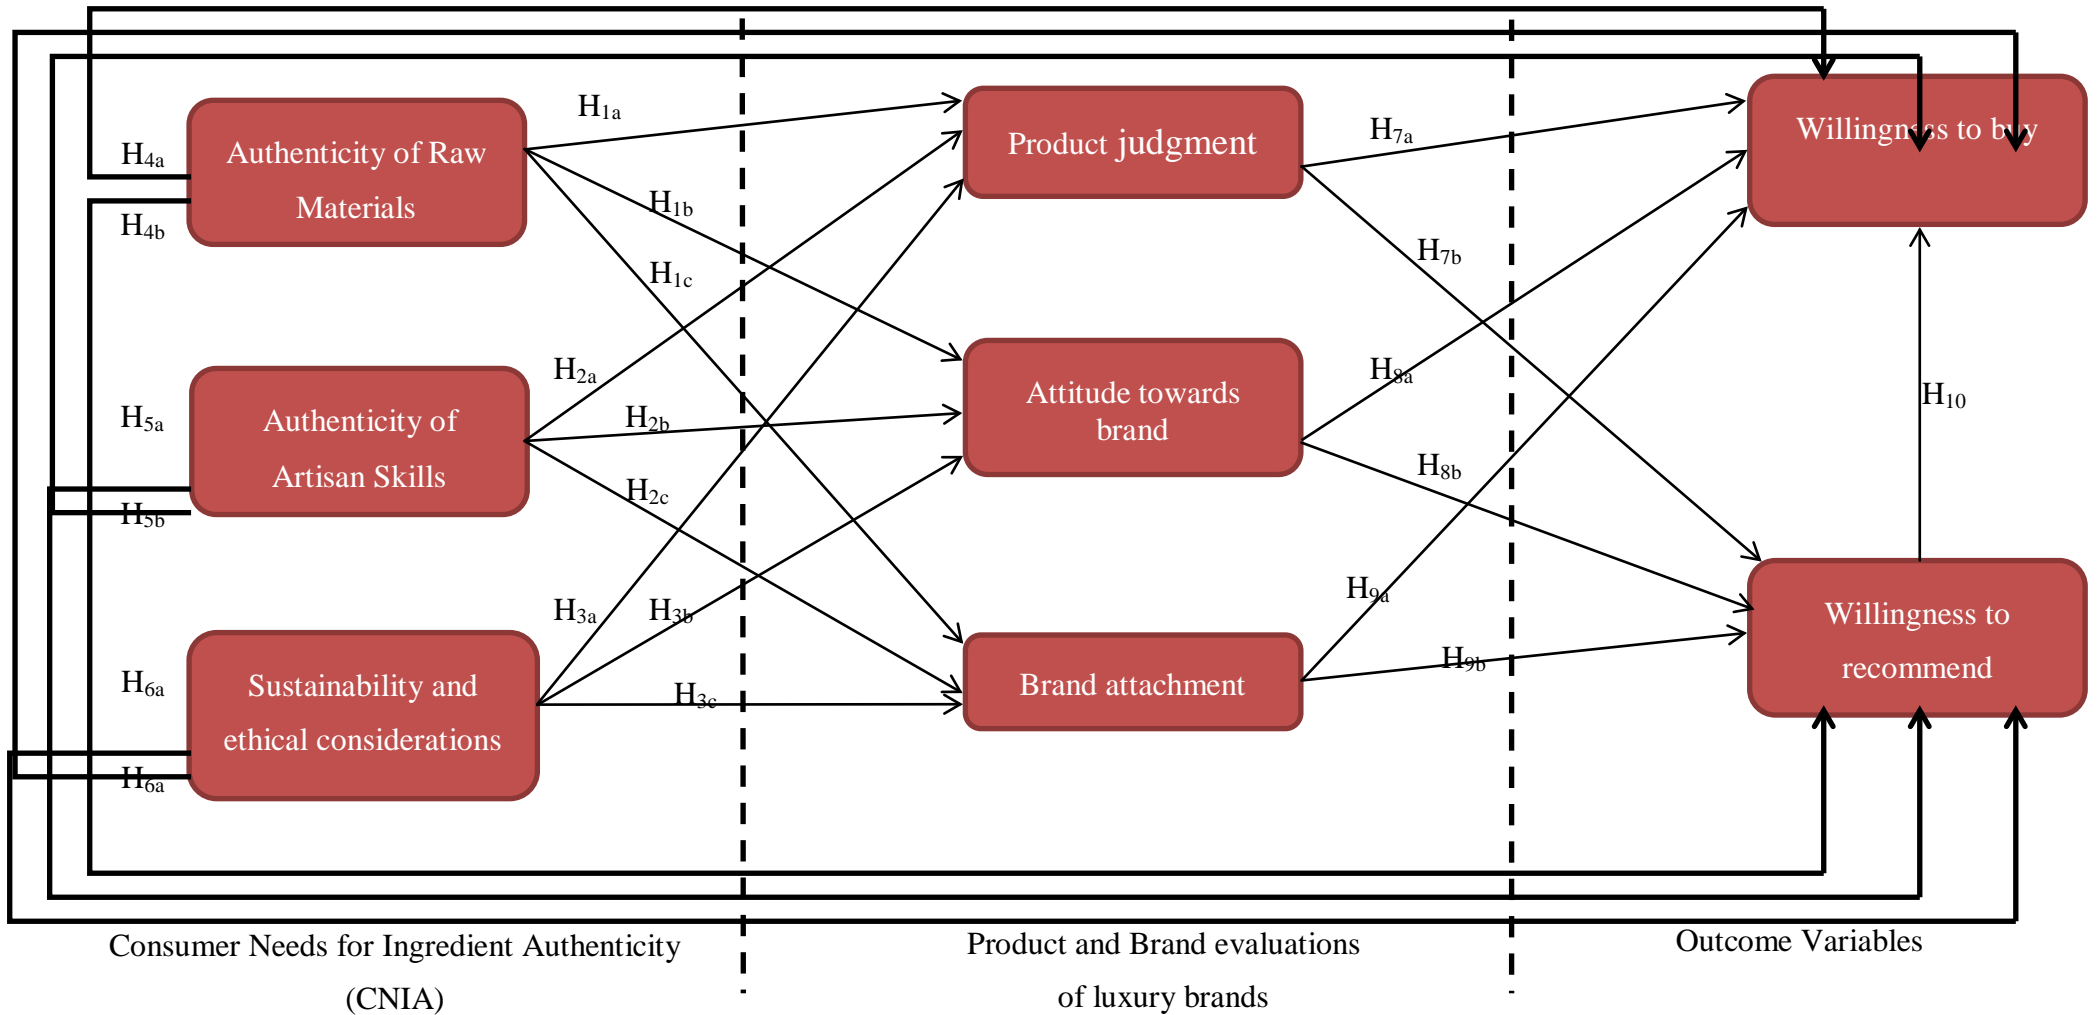 H4a
H4b
H5a
H5b
H6a
H6a
Authenticity of Raw
Materials
Authenticity of
Artisan Skills
Sustainability and
ethical considerations
H1a
H1b
H1c
H2a
H2b
H2c
H3a
H3b
H3c
Product judgment
Attitude towards
brand
Brand attachment
H7a
H7b
H8a
H8b
H9a
H9b
Willingness to buy
H10
Willingness to
recommend
Consumer Needs for Ingredient Authenticity
(CNIA)
Product and Brand evaluations
of luxury brands
Outcome Variables